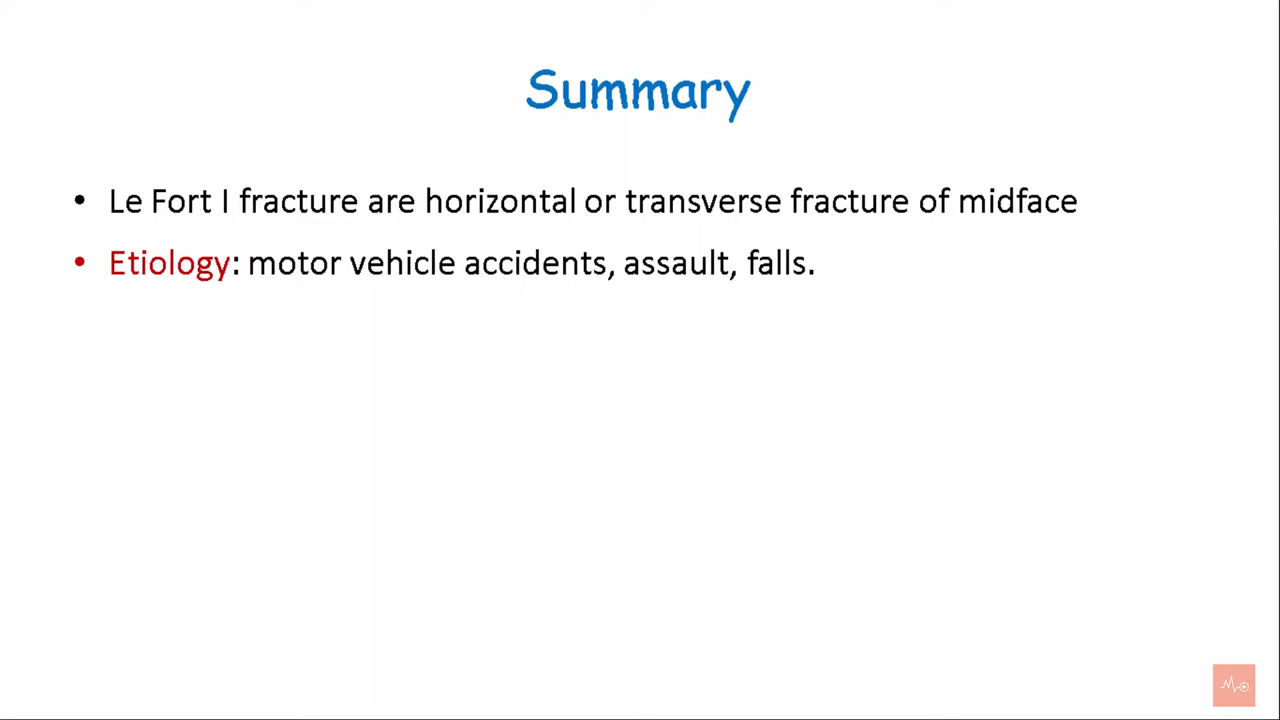 Summary
• Le Fort I fracture are horizontal or transverse fracture of midface
• Etiology: motor vehicle accidents, assault, falls.